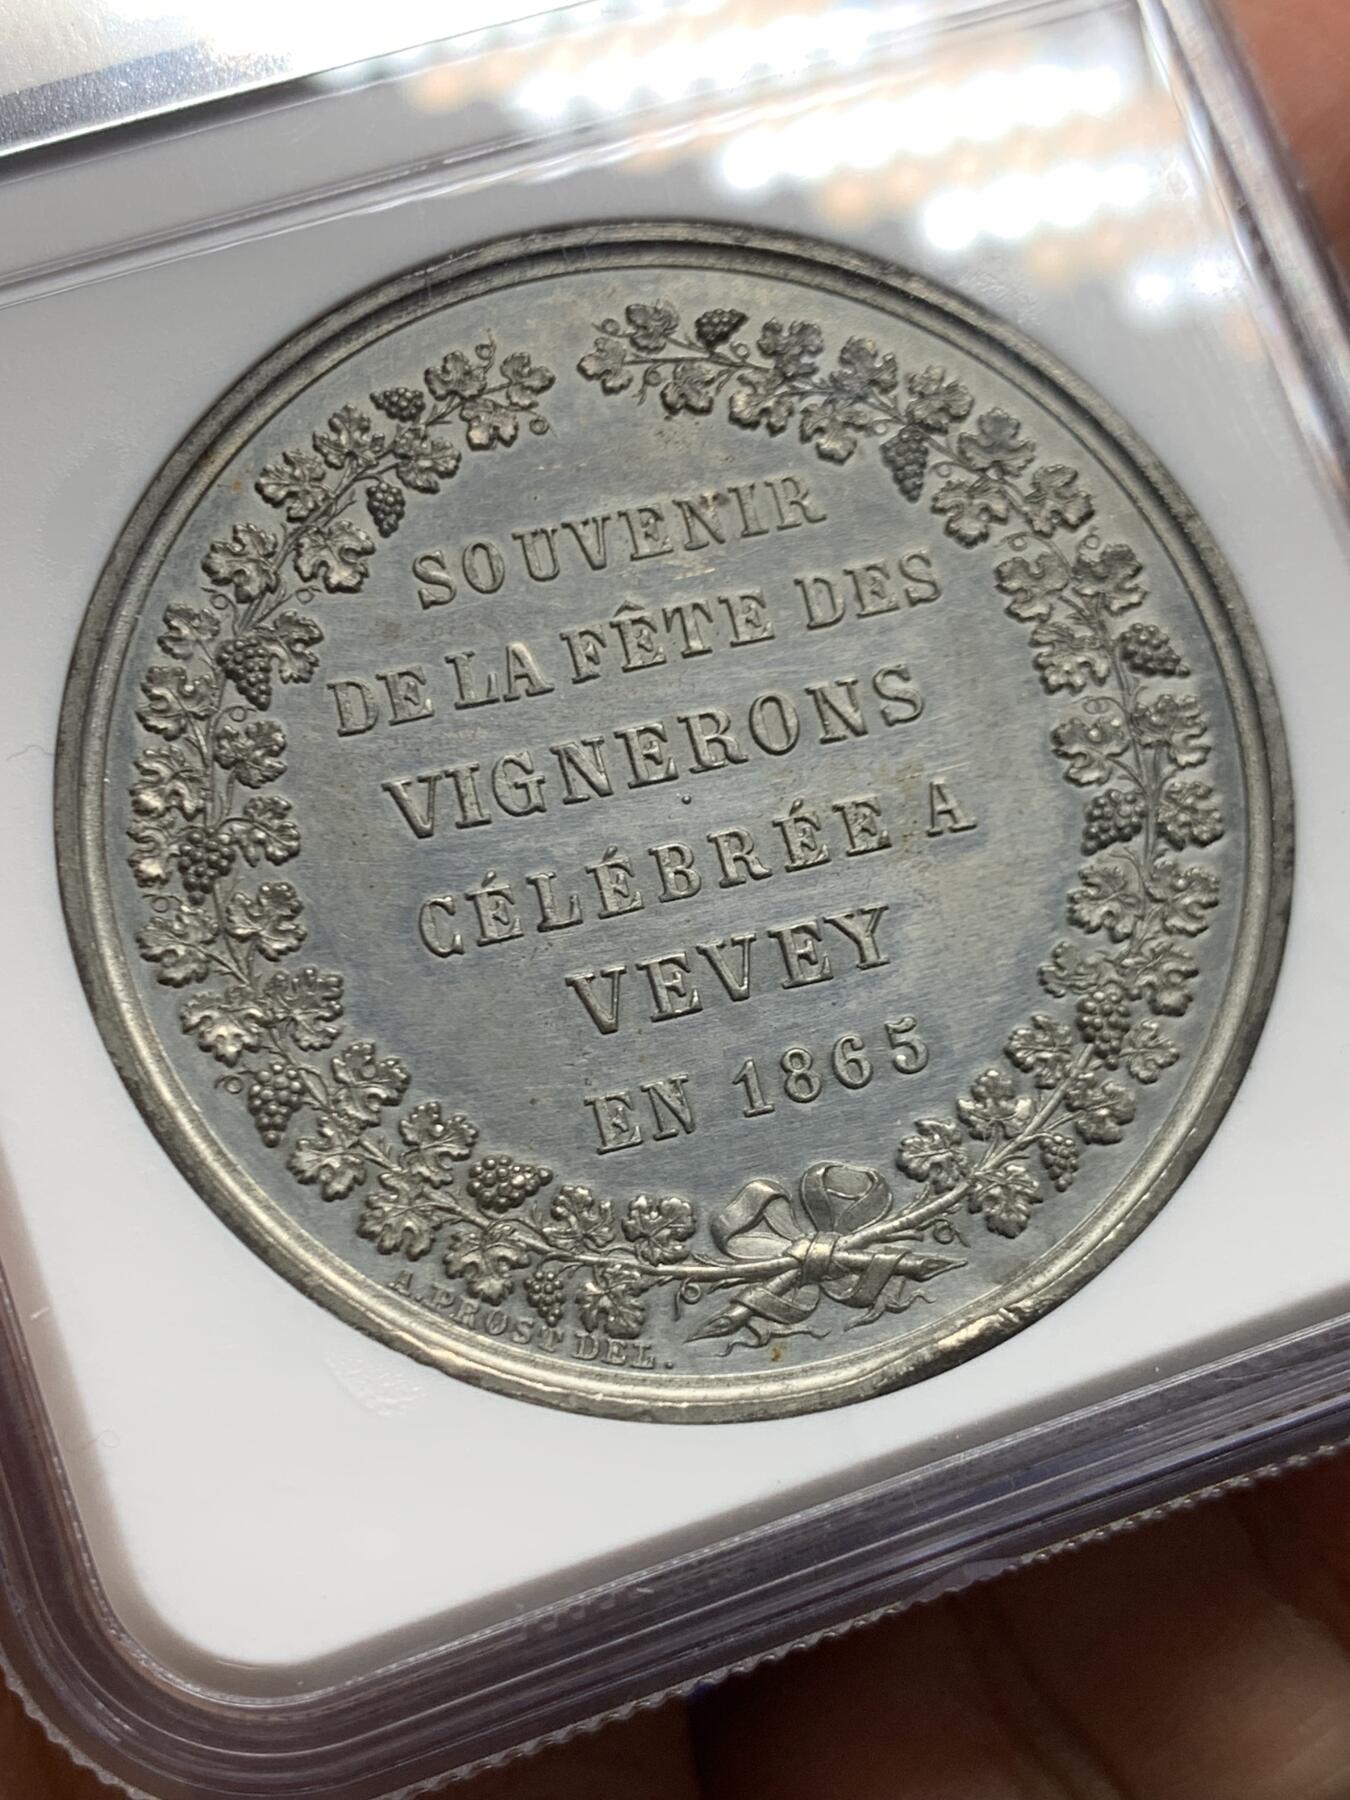 SOUVENIR
DE LA FÊTE DES
VIGNERONS
CÉLÉBRÉE A
VEVEY
EN 1865
A. PROST DEL.